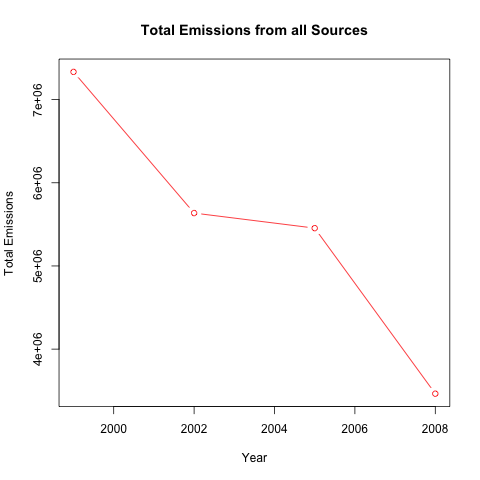 Total Emissions from all Sources
7e+06
6e+06
5e+06
4e+06
Total Emissions
2000 2002 2004 2006 2008
Year